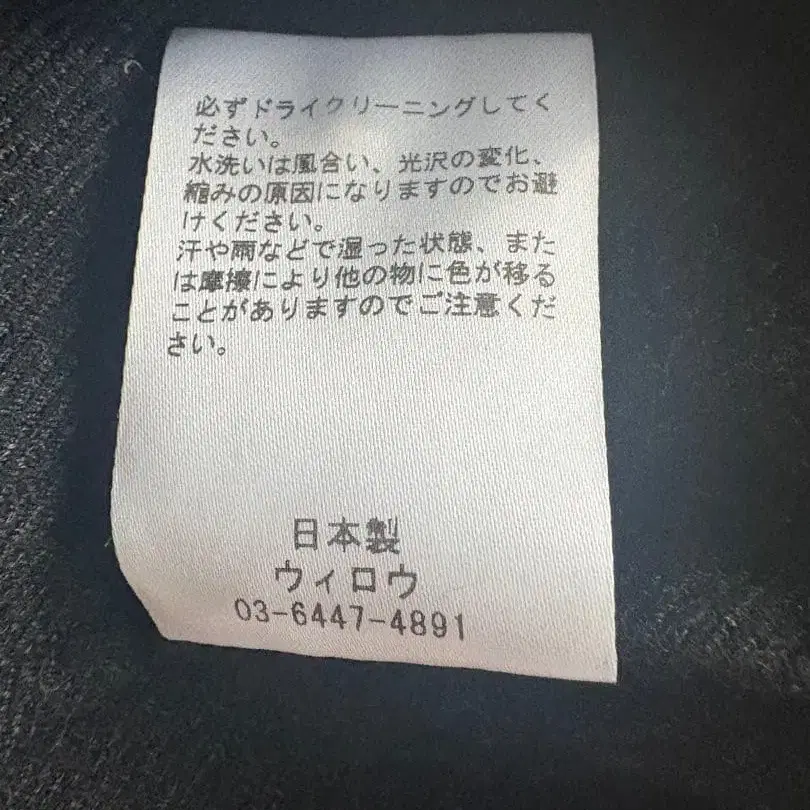 必ずドライクリーニングしてく
ださい。
水洗いは風合い、光沢の変化、
縮みの原因になりますのでお避
けください。
汗や雨などで湿った状態、また
は摩擦により他の物に色が移る
ことがありますのでご注意くだ
さい。
日本製
ウィロウ
03-6447-4891